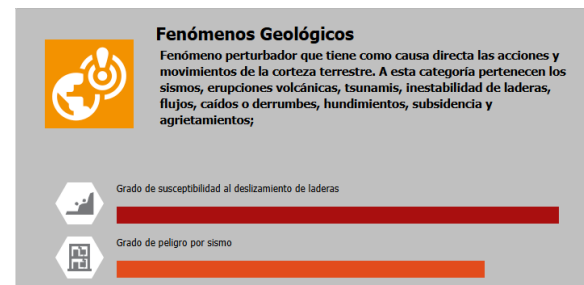 Fenómenos Geológicos
Fenómeno perturbador que tiene como causa directa las acciones y
movimientos de la corteza terrestre. A esta categoría pertenecen los
sismos, erupciones volcánicas, tsunamis, inestabilidad de laderas,
flujos, caídos o derrumbes, hundimientos, subsidencia y
agrietamientos;
Grado de susceptibilidad al deslizamiento de laderas
Grado de peligro por sismo